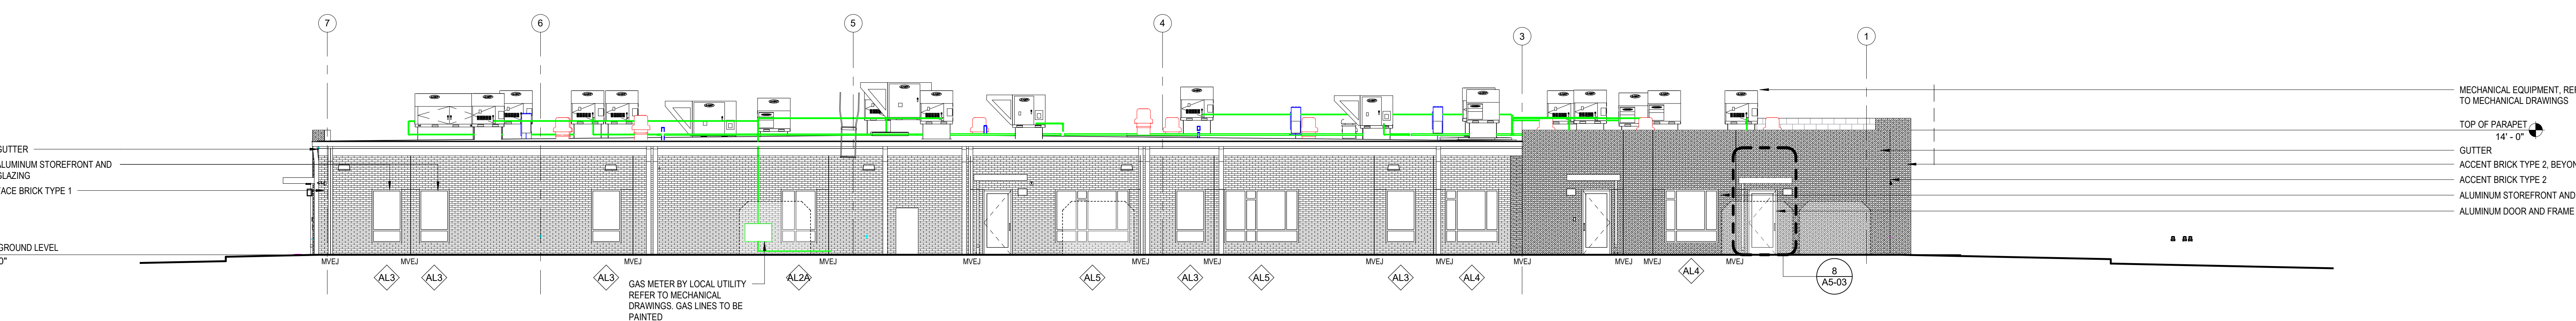 7
6
5
4
3
1
GUTTER
ALUMINUM STOREFRONT AND
GLAZING
FACE BRICK TYPE 1
GROUND LEVEL
0"
MECHANICAL EQUIPMENT, REF
TO MECHANICAL DRAWINGS
TOP OF PARAPET
14' - 0"
GUTTER
ACCENT BRICK TYPE 2, BEYON
ACCENT BRICK TYPE 2
ALUMINUM STOREFRONT AND
ALUMINUM DOOR AND FRAME
MVEJ
MVEJ
MVEJ
MVEJ
MVEJ
MVEJ
MVEJ
MVEJ
MVEJ
MVEJ
MVEJ
MVEJ
MVEJ
AL3
AL3
AL3
AL2A
AL5
AL3
AL5
AL3
AL4
AL4
8
A5-03
GAS METER BY LOCAL UTILITY
REFER TO MECHANICAL
DRAWINGS. GAS LINES TO BE
PAINTED